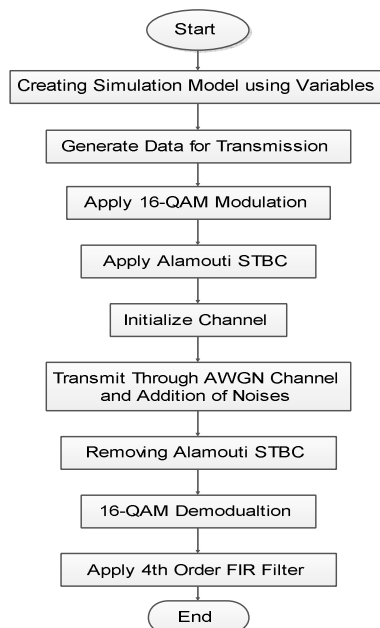 Start
Creating Simulation Model using Variables
Generate Data for Transmission
Apply 16-QAM Modulation
Apply Alamouti STBC
Initialize Channel
Transmit Through AWGN Channel
and Addition of Noises
Removing Alamouti STBC
16-QAM Demodualtion
Apply 4th Order FIR Filter
End